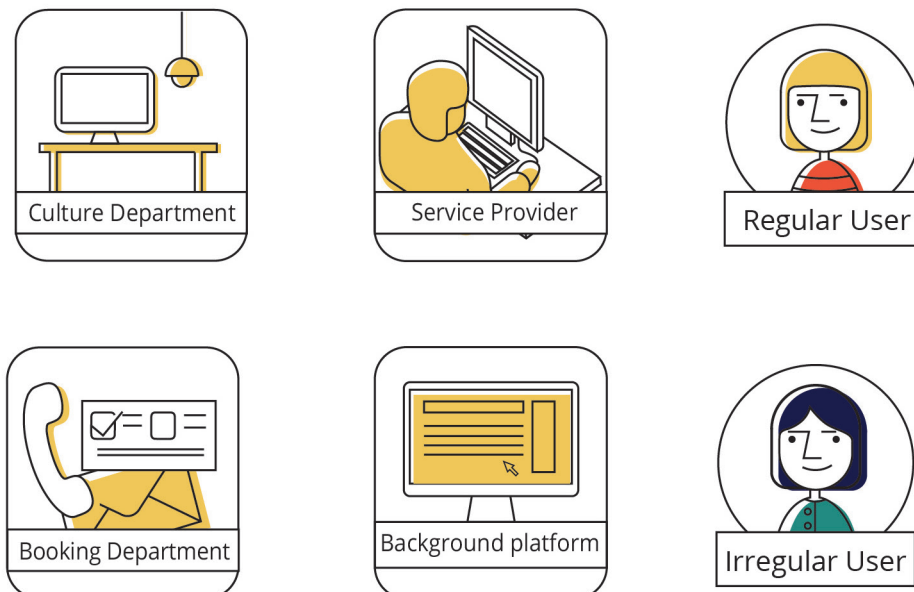 Culture Department
Service Provider
Regular User
Booking Department
Background platform
Irregular User